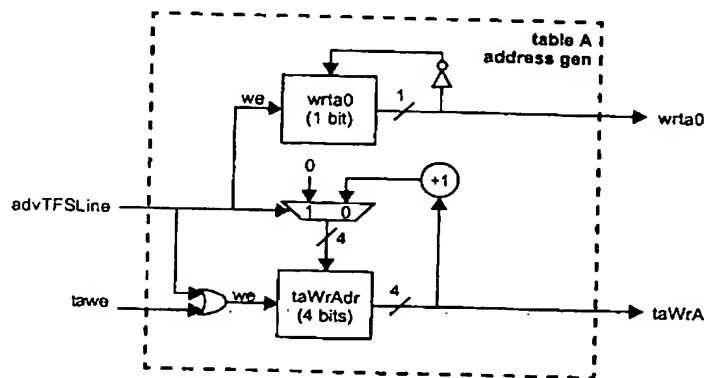 table A
address gen
we
wrta0
(1 bit)
1
wrta0
0
+1
advTFSLine
1 0
4
tawe
we
taWrAdr
(4 bits)
4
taWrA